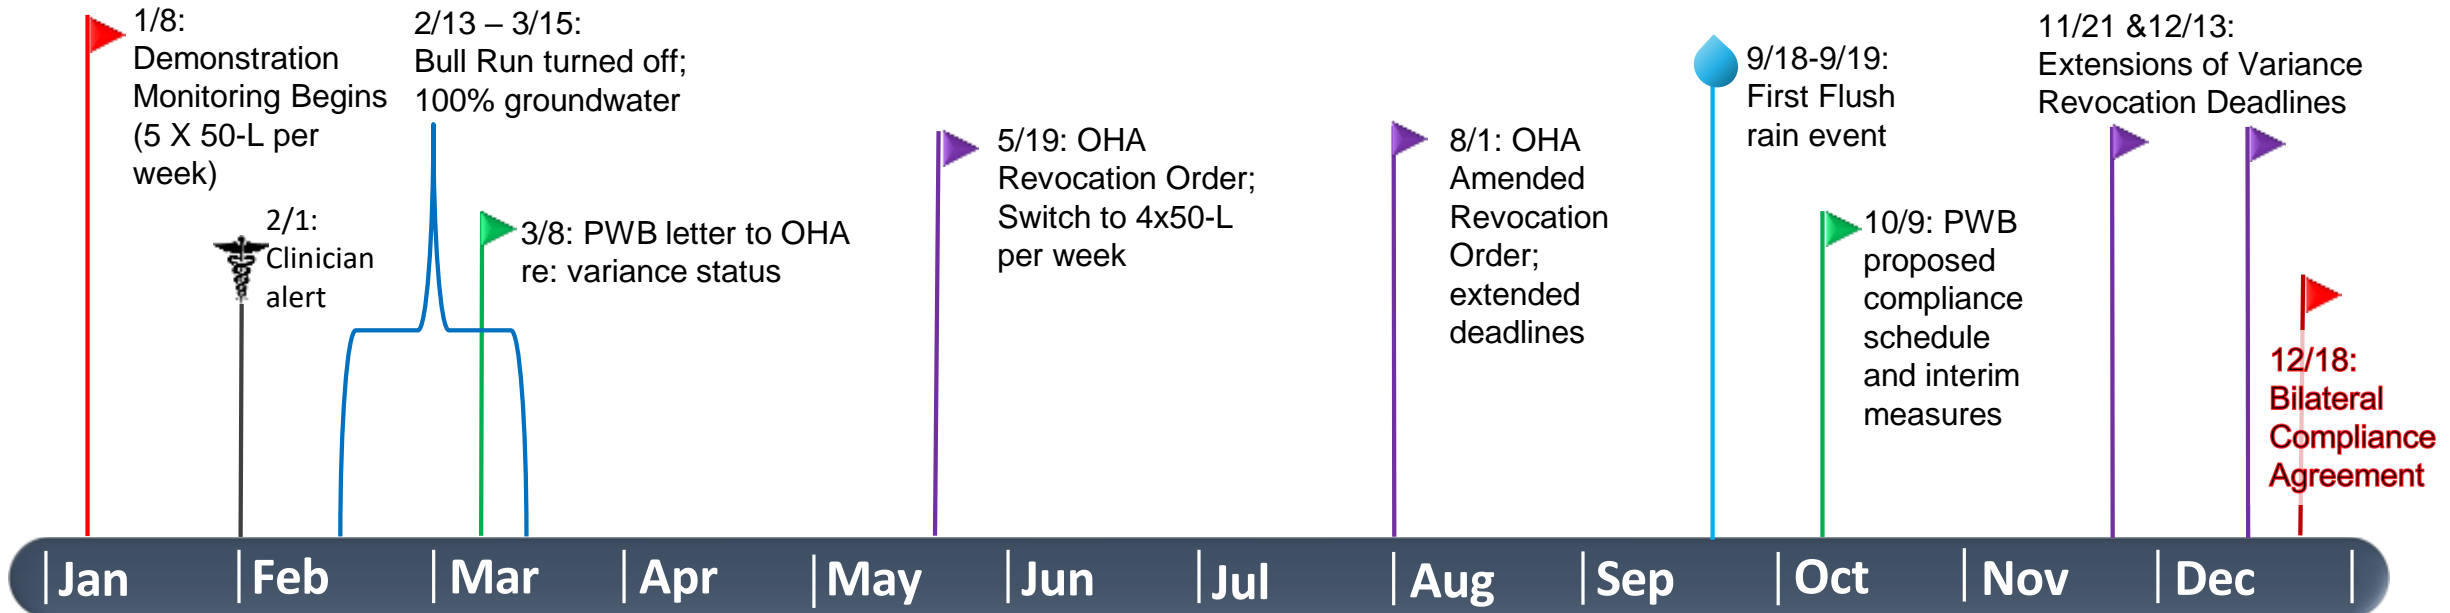 1/8:
Demonstration
Monitoring Begins
(5 X 50-L per
week)
2/1:
Clinician
alert
2/13 – 3/15:
Bull Run turned off;
100% groundwater
3/8: PWB letter to OHA
re: variance status
5/19: OHA
Revocation Order;
Switch to 4x50-L
per week
8/1: OHA
Amended
Revocation
Order;
extended
deadlines
9/18-9/19:
First Flush
rain event
10/9: PWB
proposed
compliance
schedule
and interim
measures
11/21 &12/13:
Extensions of Variance
Revocation Deadlines
12/18:
Bilateral
Compliance
Agreement
Jan Feb Mar Apr May Jun Jul Aug Sep Oct Nov Dec